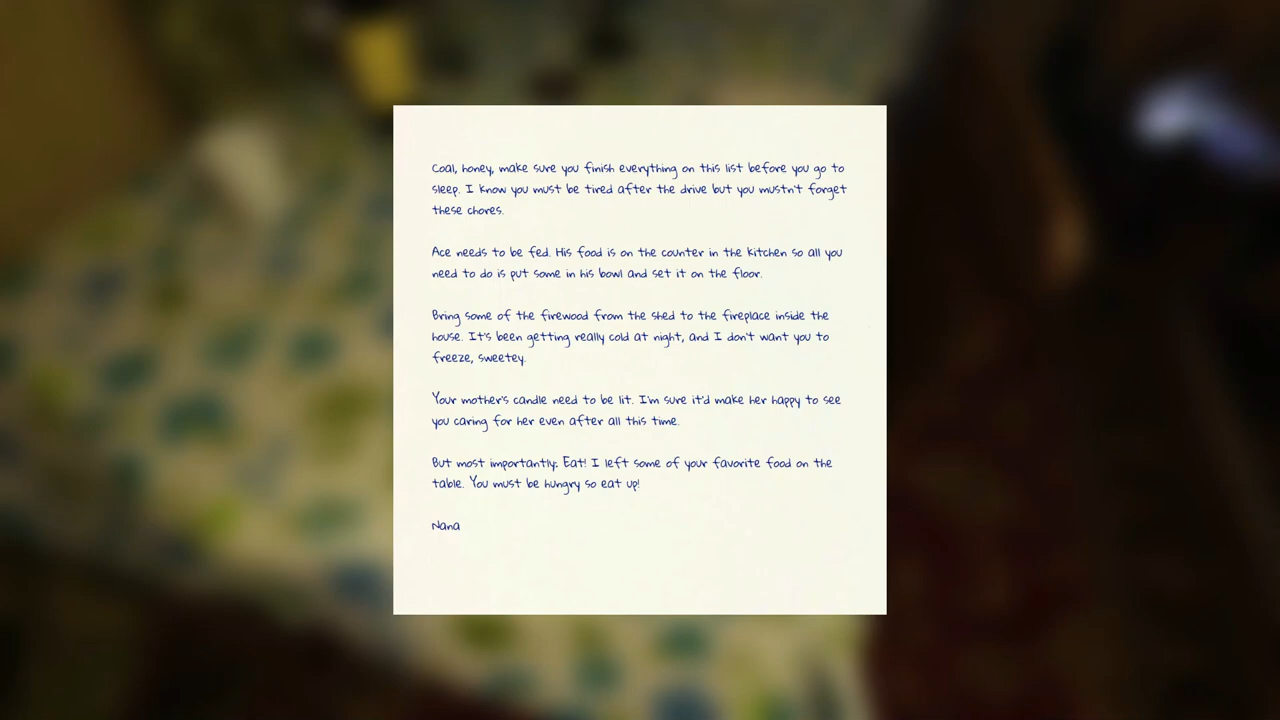 Coal, honey, make sure you finish everything on this list before you go to
sleep. I know you must be tired after the drive but you mustn't forget
these chores.
Ace needs to be fed. His food is on the counter in the kitchen so all you
need to do is put some in his bowl and set it on the floor.
Bring some of the firewood from the shed to the fireplace inside the
house. It's been getting really cold at night, and I don't want you to
freeze, sweetey.
Your mother's candle need to be lit. I'm sure it'd make her happy to see
you caring for her even after all this time.
But most importantly: Eat! I left some of your favorite food on the
table. You must be hungry so eat up!
Nana